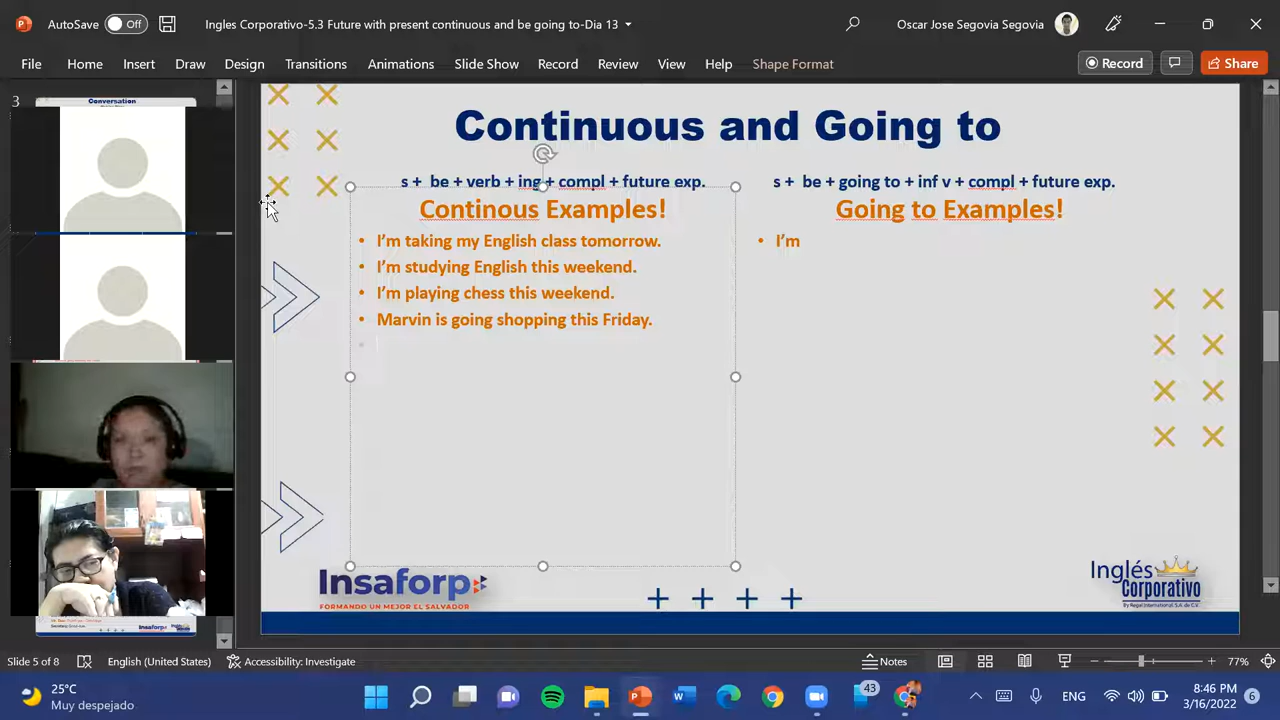 AutoSave Off Ingles Corporativo-5.3 Future with present continuous and be going to-Dia 13 Oscar Jose Segovia Segovia
File Home Insert Draw Design Transitions Animations Slide Show Record Review View Help Shape Format Record Share
3
Conversation
Continuous and Going to
s + be + verb + ing + compl + future exp.
s + be + going to + inf v + compl + future exp.
Continous Examples!
Going to Examples!
• I'm taking my English class tomorrow.
• I'm
• I'm studying English this weekend.
• I'm playing chess this weekend.
• Marvin is going shopping this Friday.
Insaforp
FORMANDO UN MEJOR EL SALVADOR
Inglés
Corporativo
By Regal International S.A de C.V.
Slide 5 of 8 English (United States) Accessibility: Investigate Notes 77%
25°C
Muy despejado
43
ENG
8:46 PM
3/16/2022
6